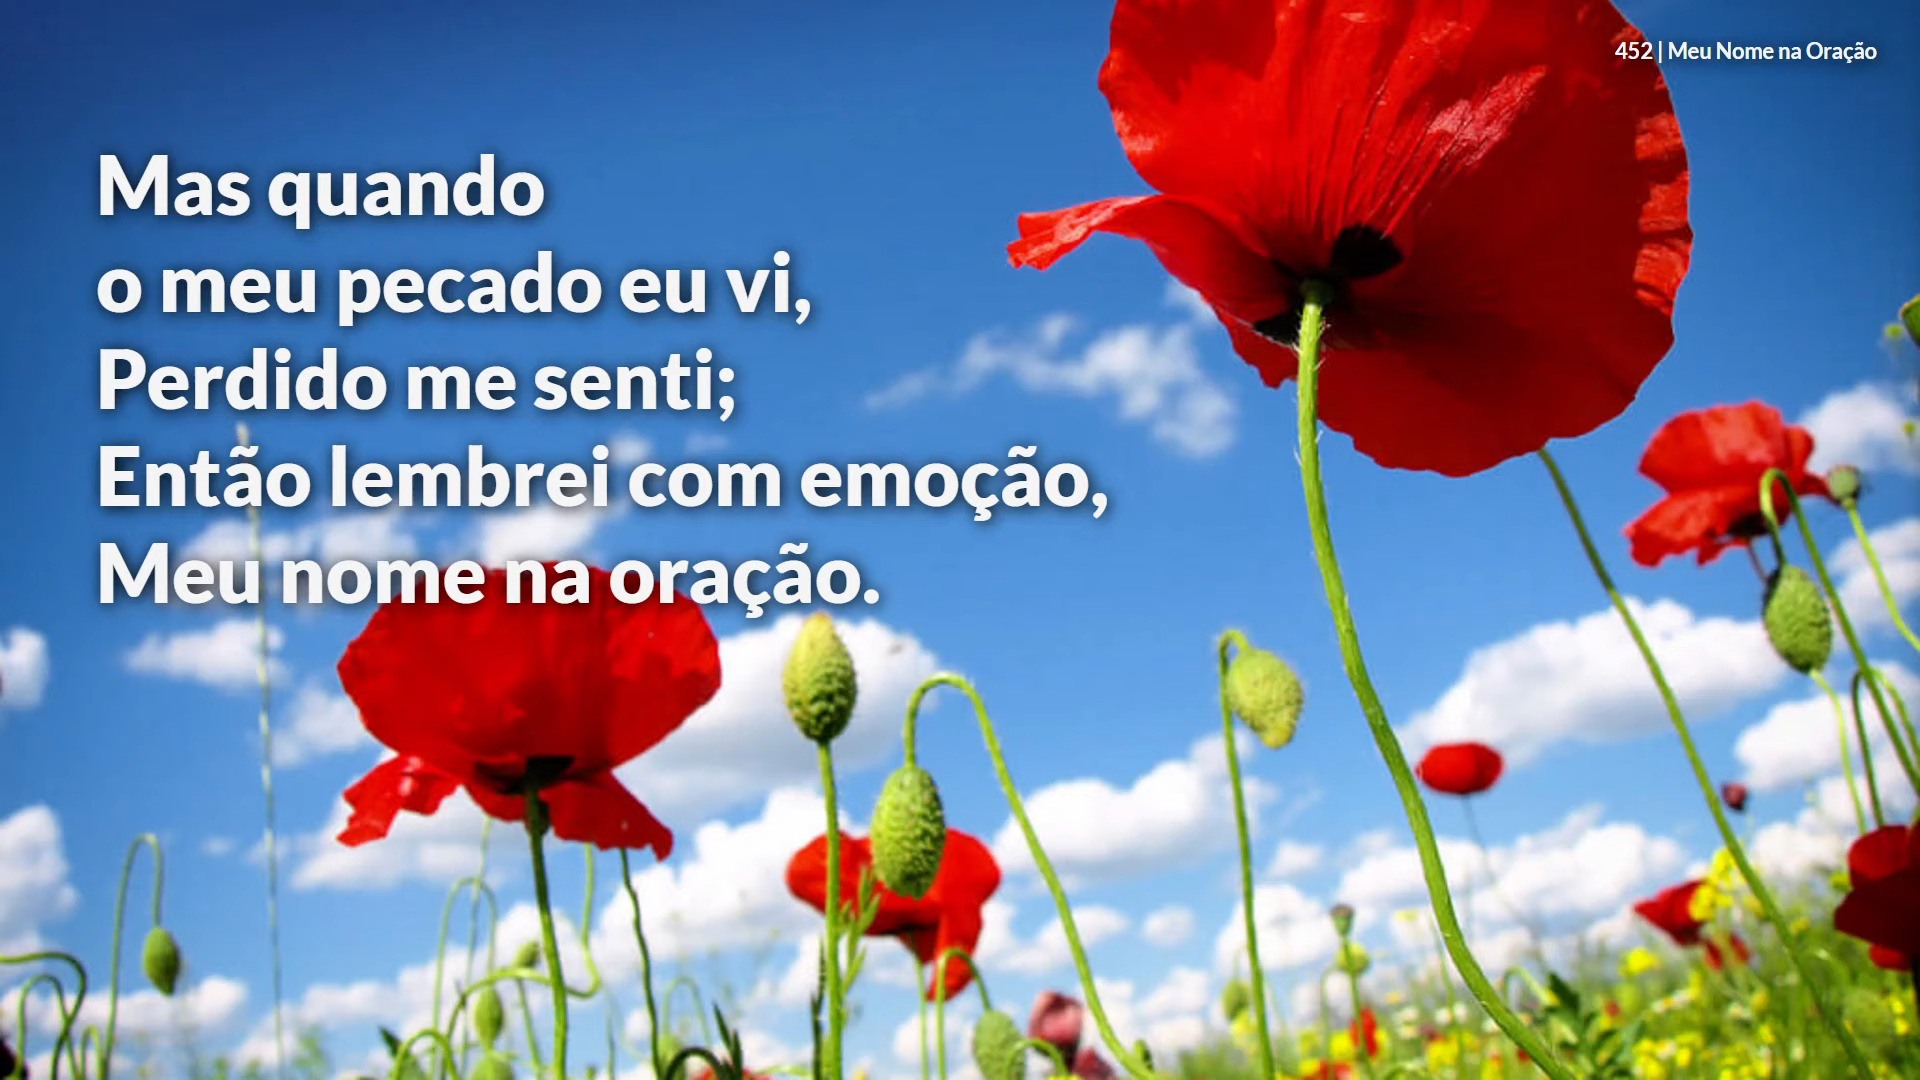 452 | Meu Nome na Oração
Mas quando
o meu pecado eu vi,
Perdido me senti;
Então lembrei com emoção,
Meu nome na oração.